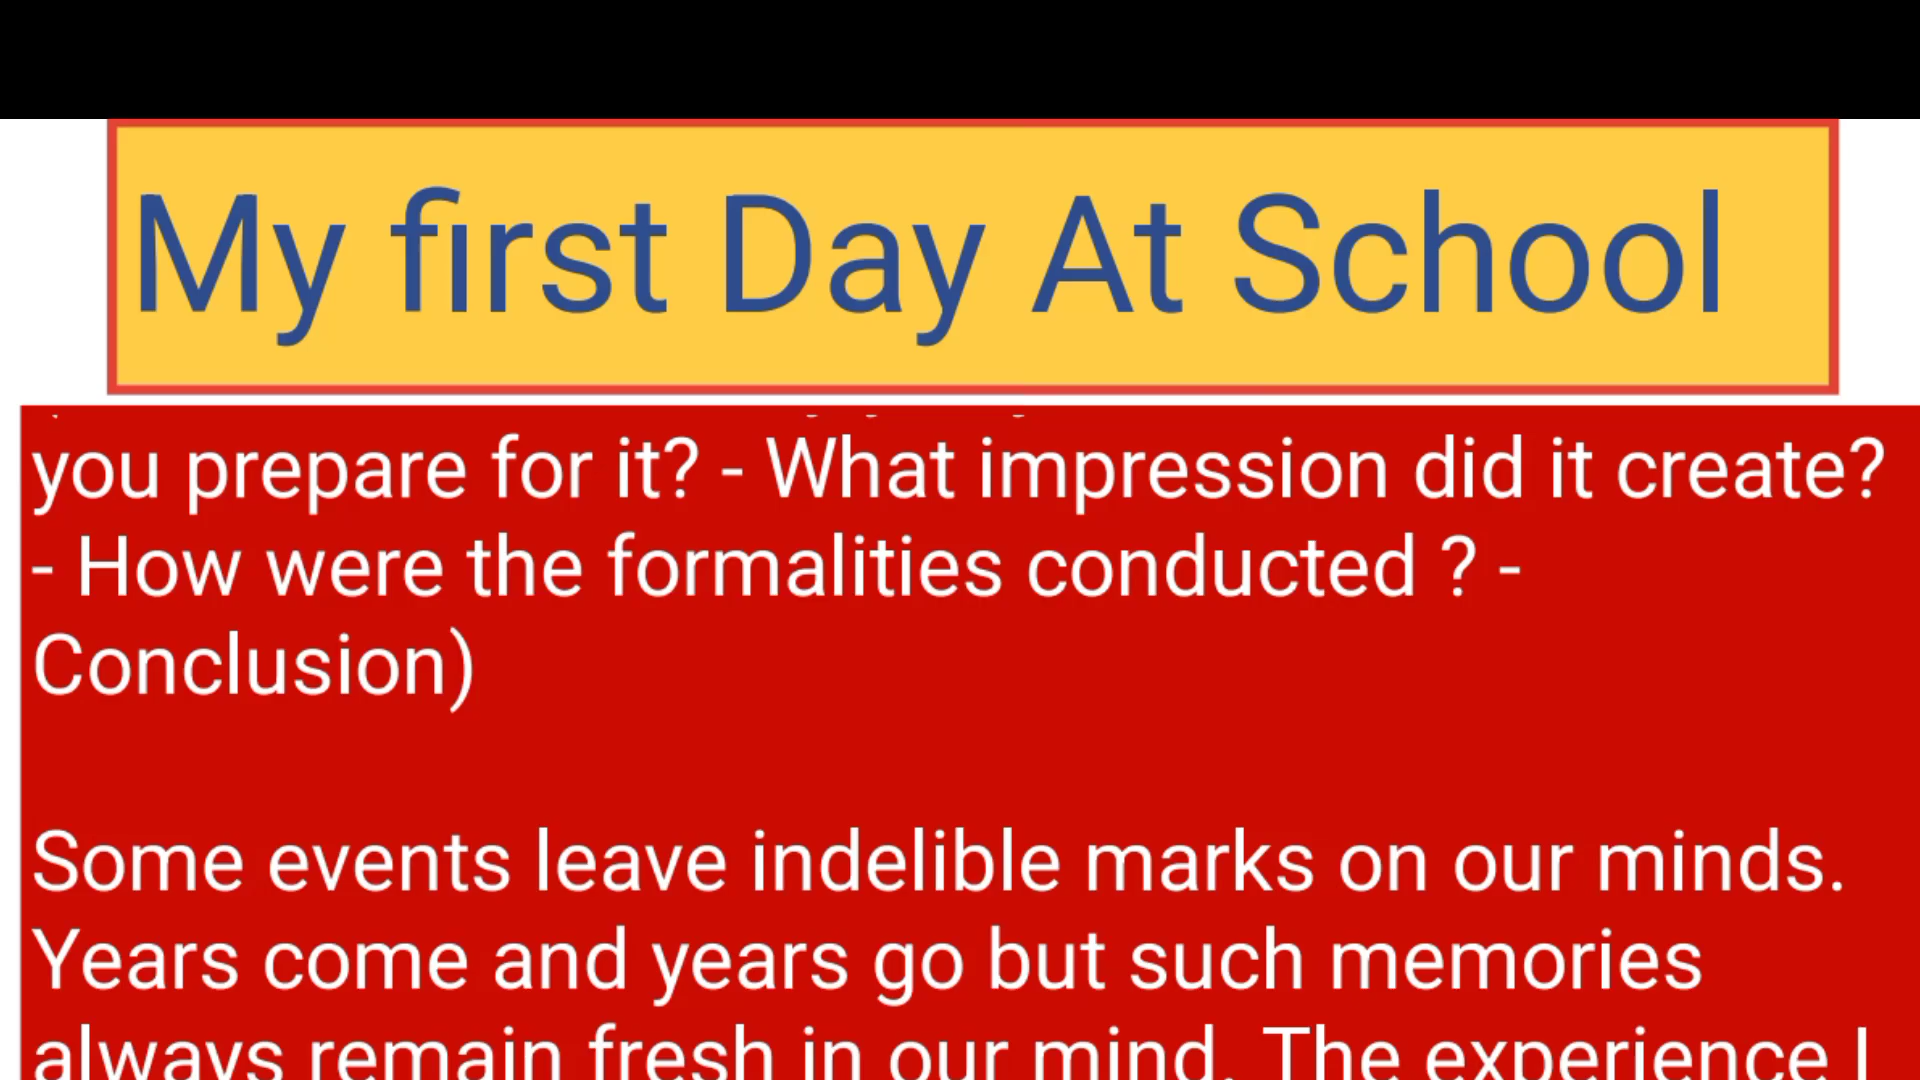 My first Day At School
you prepare for it? - What impression did it create?
- How were the formalities conducted ? -
Conclusion)
Some events leave indelible marks on our minds.
Years come and years go but such memories
always remain fresh in our mind. The experience I